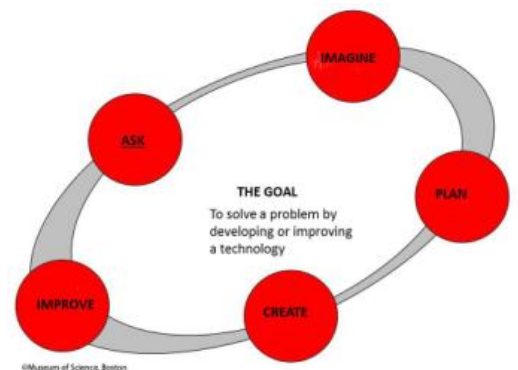 IMAGINE
ASK
PLAN
THE GOAL
To solve a problem by
developing or improving
a technology
IMPROVE
CREATE
©Museum of Science, Boston